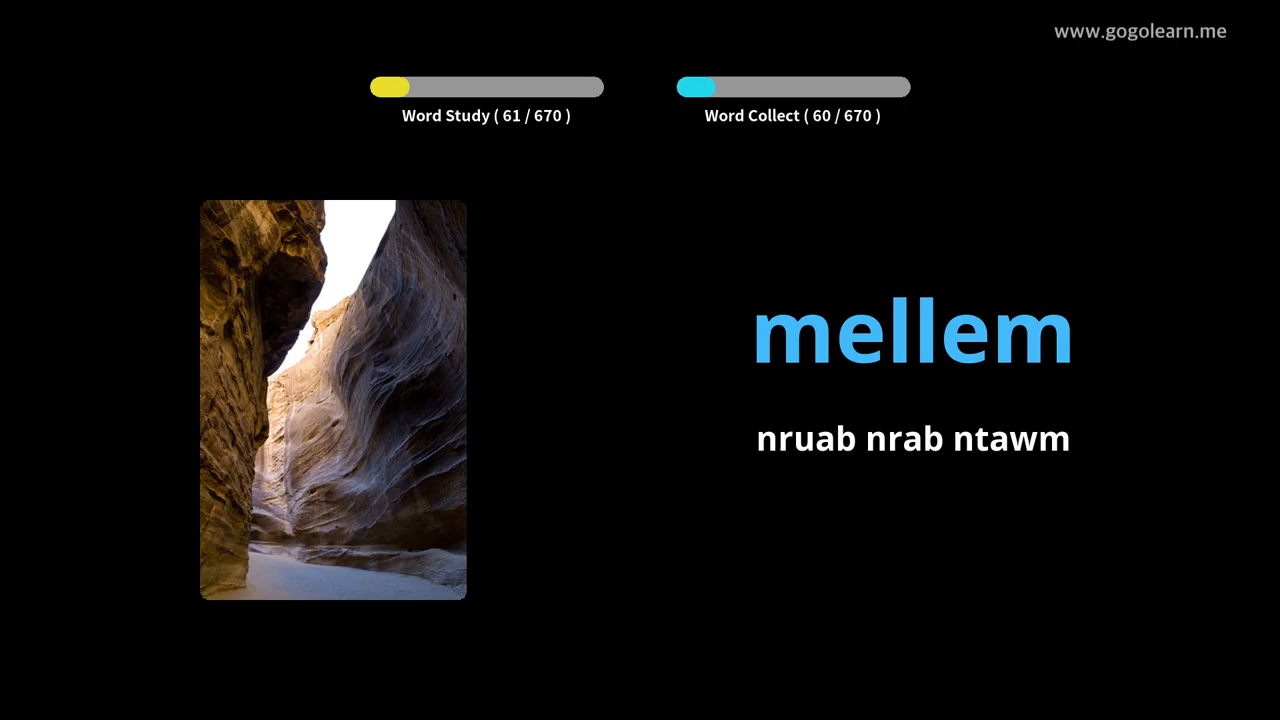 www.gogolearn.me
Word Study ( 61 / 670 )
Word Collect ( 60 / 670 )
mellem
nruab nrab ntawm